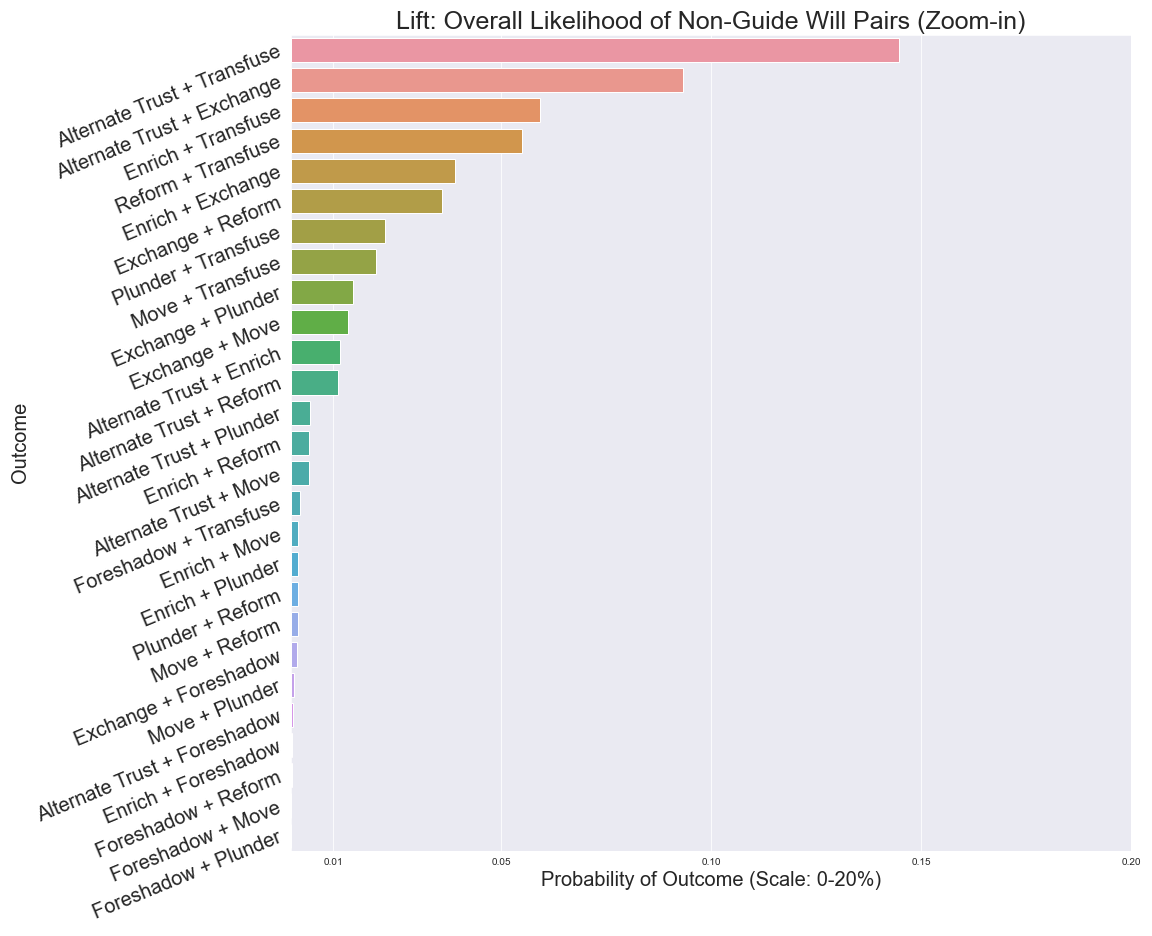 Lift: Overall Likelihood of Non-Guide Will Pairs (Zoom-in)
Outcome
Alternate Trust + Transfuse
Alternate Trust + Exchange
Enrich + Transfuse
Reform + Transfuse
Enrich + Exchange
Exchange + Reform
Plunder + Transfuse
Move + Transfuse
Exchange + Plunder
Exchange + Move
Alternate Trust + Enrich
Alternate Trust + Reform
Alternate Trust + Plunder
Enrich + Reform
Alternate Trust + Move
Foreshadow + Transfuse
Enrich + Move
Enrich + Plunder
Plunder + Reform
Move + Reform
Exchange + Foreshadow
Move + Plunder
Alternate Trust + Foreshadow
Enrich + Foreshadow
Foreshadow + Reform
Foreshadow + Move
Foreshadow + Plunder
0.01 0.05 0.10 0.15 0.20
Probability of Outcome (Scale: 0-20%)